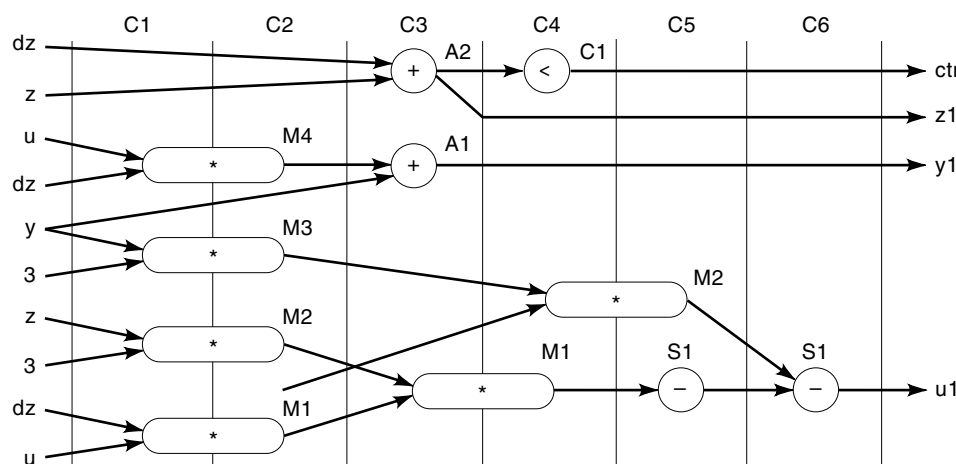 C1 C2 C3 C4 C5 C6
dz
+ A2 < C1 ctr
z
z1
u
M4 A1
* + y1
dz
y
M3
*
3
M2
*
z
M2
*
3
M1 S1 S1
* − − u1
dz
M1
*
u